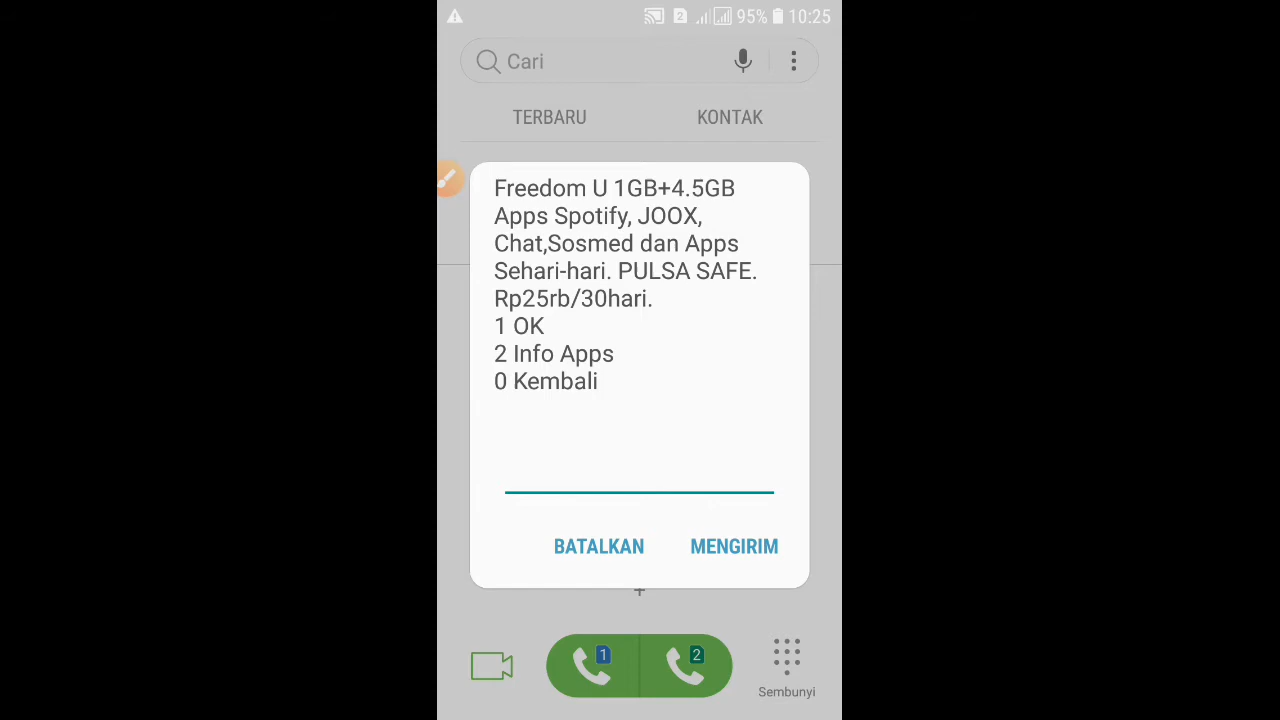 2 95% 10:25
Cari
TERBARU KONTAK
Freedom U 1GB+4.5GB
Apps Spotify, JOOX,
Chat,Sosmed dan Apps
Sehari-hari. PULSA SAFE.
Rp25rb/30hari.
1 OK
2 Info Apps
0 Kembali
BATALKAN MENGIRIM
+
1 2
Sembunyi